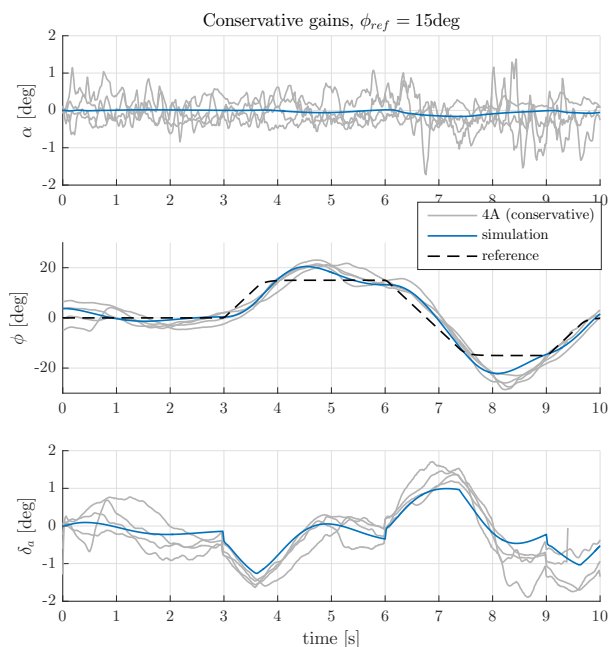 Conservative gains, ϕ_ref = 15deg
2
1
0
-1
-2
α [deg]
0 1 2 3 4 5 6 7 8 9 10
4A (conservative)
simulation
reference
20
0
-20
ϕ [deg]
0 1 2 3 4 5 6 7 8 9 10
2
1
0
-1
-2
δ_a [deg]
0 1 2 3 4 5 6 7 8 9 10
time [s]